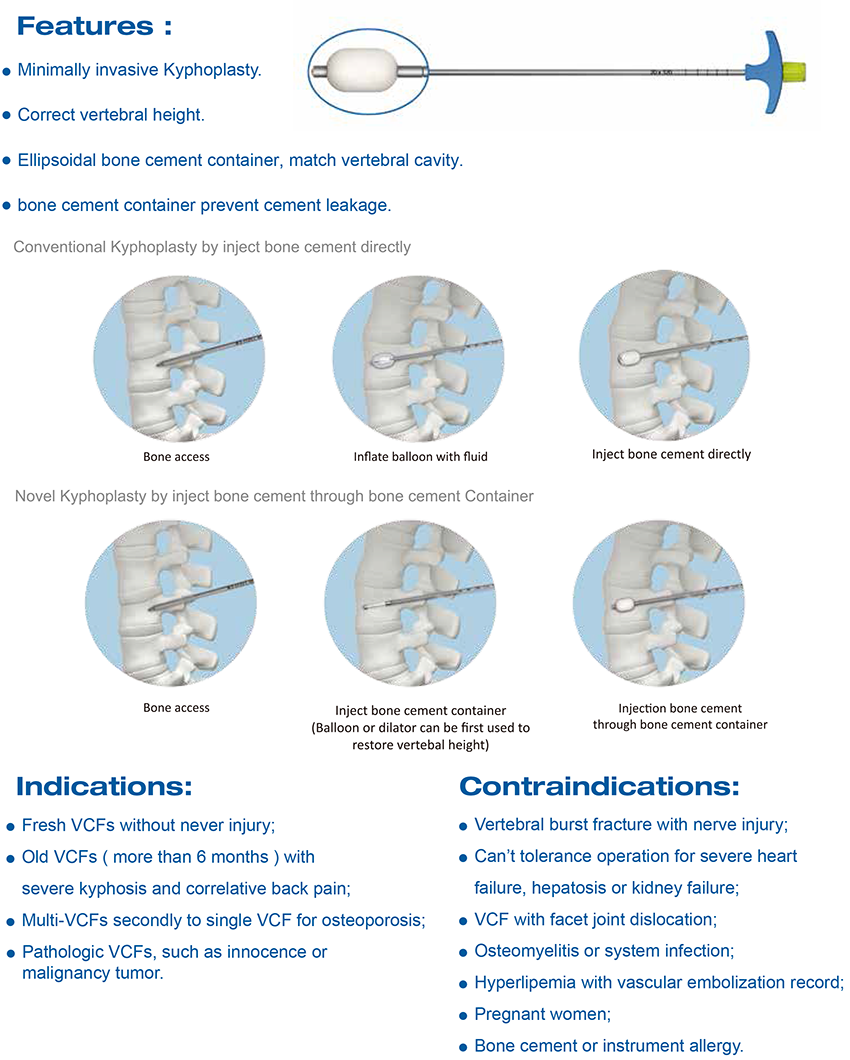 Features :
• Minimally invasive Kyphoplasty.
• Correct vertebral height.
• Ellipsoidal bone cement container, match vertebral cavity.
• bone cement container prevent cement leakage.
Conventional Kyphoplasty by inject bone cement directly
Bone access
Inflate balloon with fluid
Inject bone cement directly
Novel Kyphoplasty by inject bone cement through bone cement Container
Bone access
Inject bone cement container
(Balloon or dilator can be first used to
restore vertebal height)
Injection bone cement
through bone cement container
Indications:
• Fresh VCFs without never injury;
• Old VCFs ( more than 6 months ) with
severe kyphosis and correlative back pain;
• Multi-VCFs secondly to single VCF for osteoporosis;
• Pathologic VCFs, such as innocence or
malignancy tumor.
Contraindications:
• Vertebral burst fracture with nerve injury;
• Can't tolerance operation for severe heart
failure, hepatosis or kidney failure;
• VCF with facet joint dislocation;
• Osteomyelitis or system infection;
• Hyperlipemia with vascular embolization record;
• Pregnant women;
• Bone cement or instrument allergy.